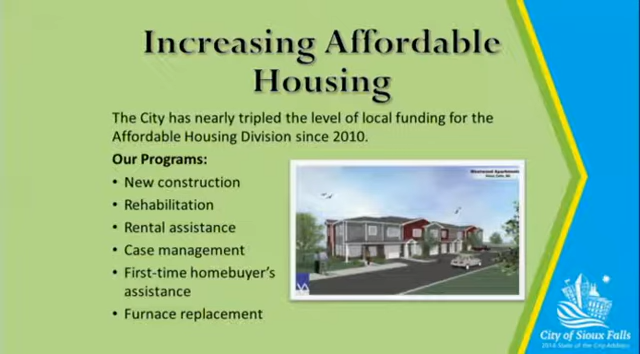 Increasing Affordable
Housing
The City has nearly tripled the level of local funding for the
Affordable Housing Division since 2010.
Our Programs:
• New construction
• Rehabilitation
• Rental assistance
• Case management
• First-time homebuyer's
assistance
• Furnace replacement
City of Sioux Falls
2014 State of the City Address